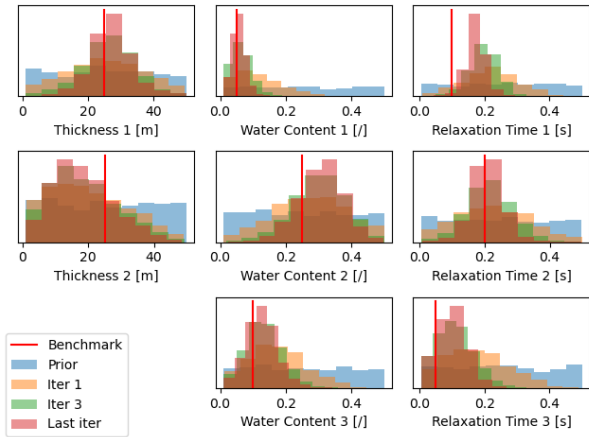 0 20 40
Thickness 1 [m]
0.0 0.2 0.4
Water Content 1 [/]
0.0 0.2 0.4
Relaxation Time 1 [s]
0 20 40
Thickness 2 [m]
0.0 0.2 0.4
Water Content 2 [/]
0.0 0.2 0.4
Relaxation Time 2 [s]
0.0 0.2 0.4
Water Content 3 [/]
0.0 0.2 0.4
Relaxation Time 3 [s]
Benchmark
Prior
Iter 1
Iter 3
Last iter